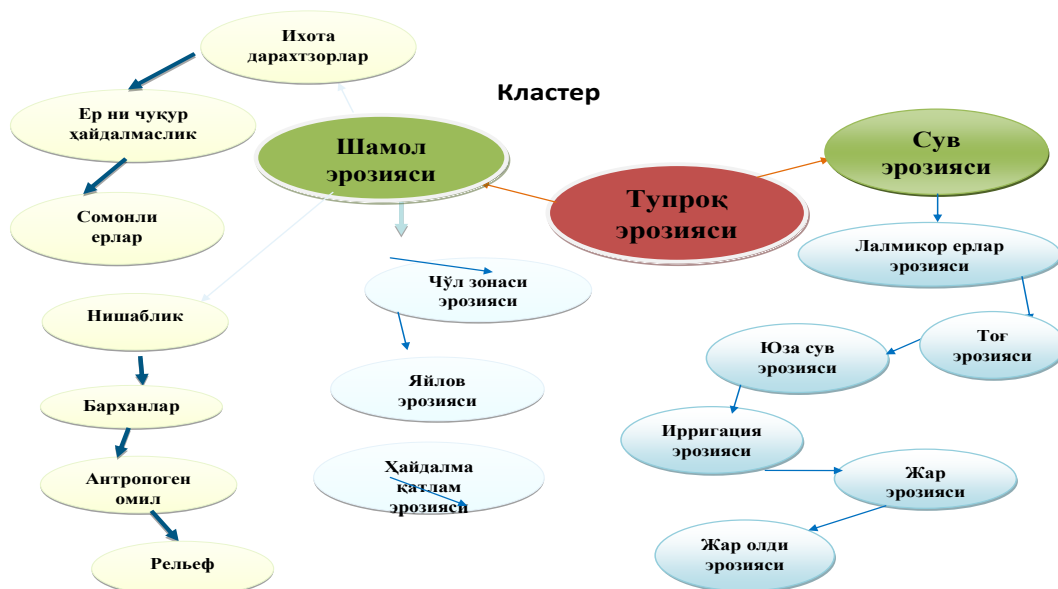 Кластер
Тупроқ
эрозияси
Шамол
эрозияси
Ихота
дарахтзорлар
Ер ни чуқур
ҳайдалмаслик
Сомонли
ерлар
Нишаблик
Барханлар
Антропоген
омил
Рельеф
Чўл зонаси
эрозияси
Яйлов
эрозияси
Ҳайдалма
қатлам
эрозияси
Сув
эрозияси
Лалмикор ерлар
эрозияси
Тоғ
эрозияси
Юза сув
эрозияси
Ирригация
эрозияси
Жар
эрозияси
Жар олди
эрозияси